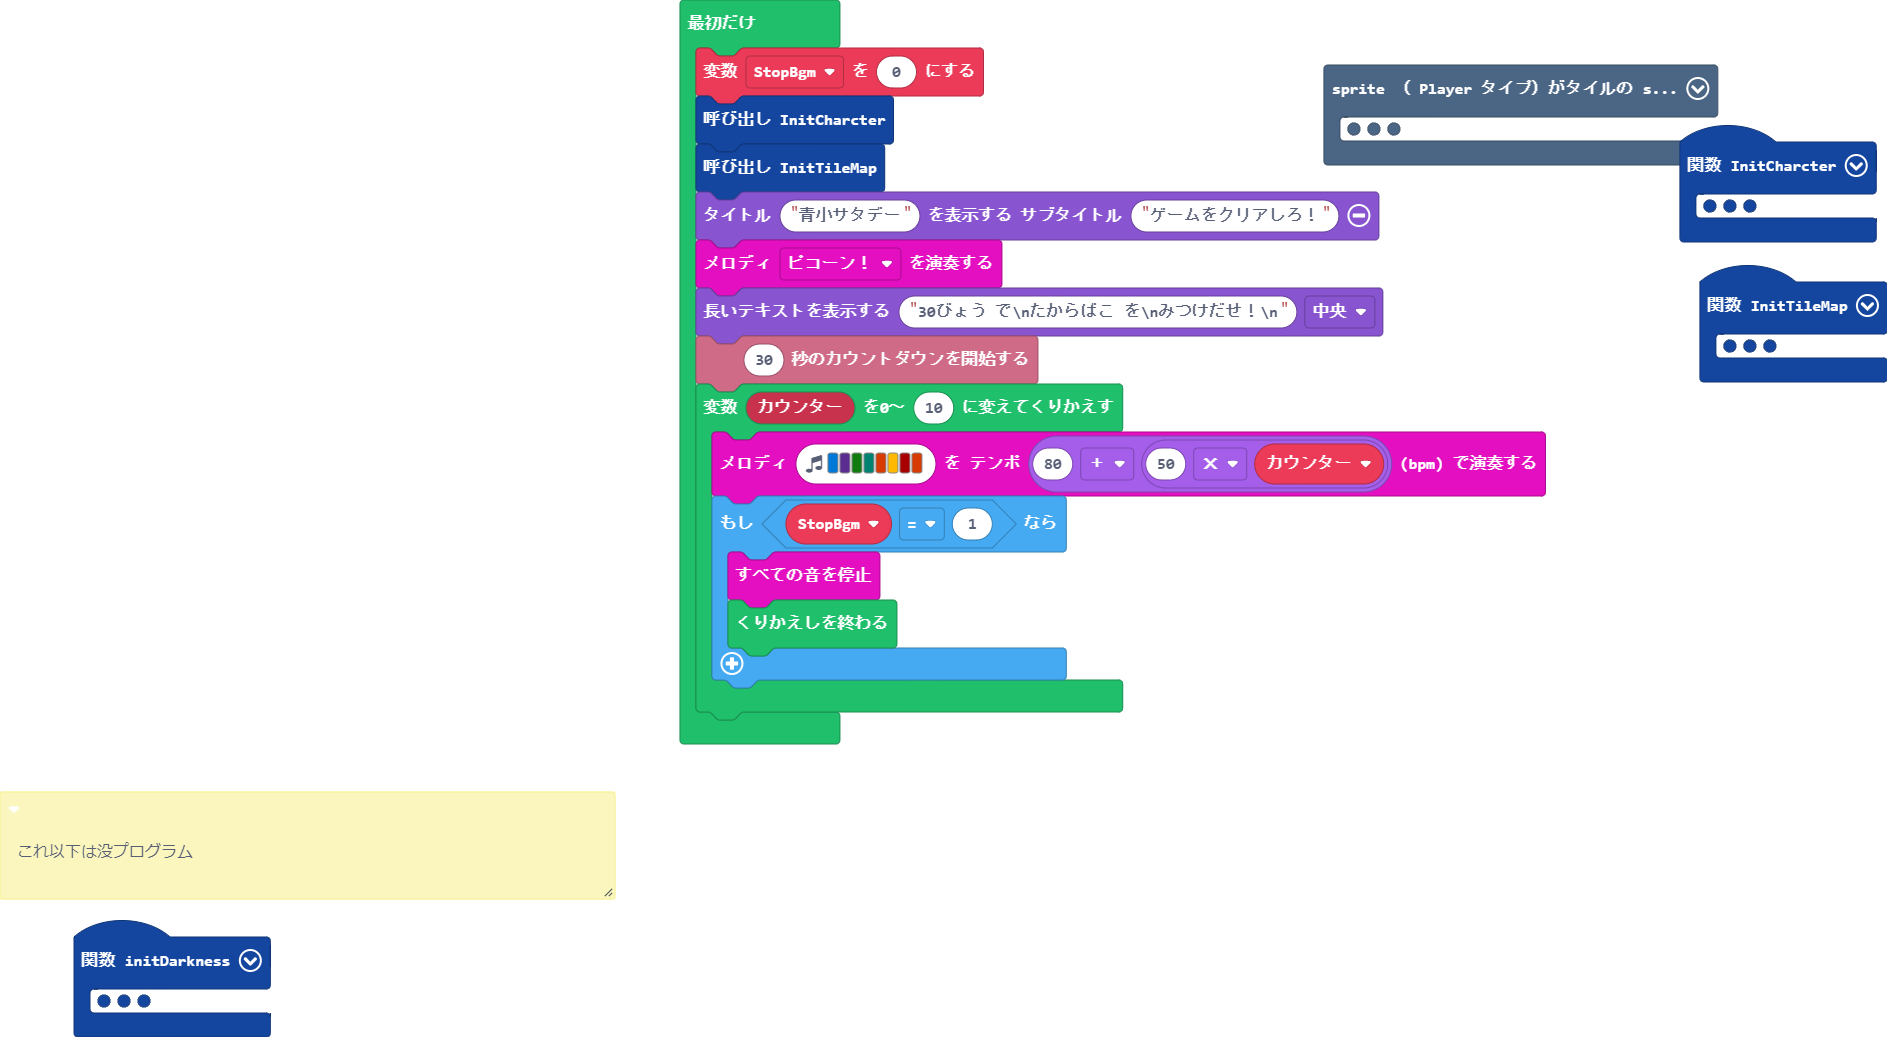 最初だけ
変数 StopBgm を 0 にする
呼び出し InitCharcter
呼び出し InitTileMap
タイトル "青小サタデー" を表示する サブタイトル "ゲームをクリアしろ！"
メロディ ピコーン！ を演奏する
長いテキストを表示する "30びょう で\nたからばこ を\nみつけだせ！\n" 中央
30 秒のカウントダウンを開始する
変数 カウンター を0～ 10 に変えてくりかえす
メロディ を テンポ 80 + 50 × カウンター (bpm) で演奏する
もし StopBgm = 1 なら
すべての音を停止
くりかえしを終わる
sprite （ Player タイプ）がタイルの s...
関数 InitCharcter
関数 InitTileMap
これ以下は没プログラム
関数 initDarkness